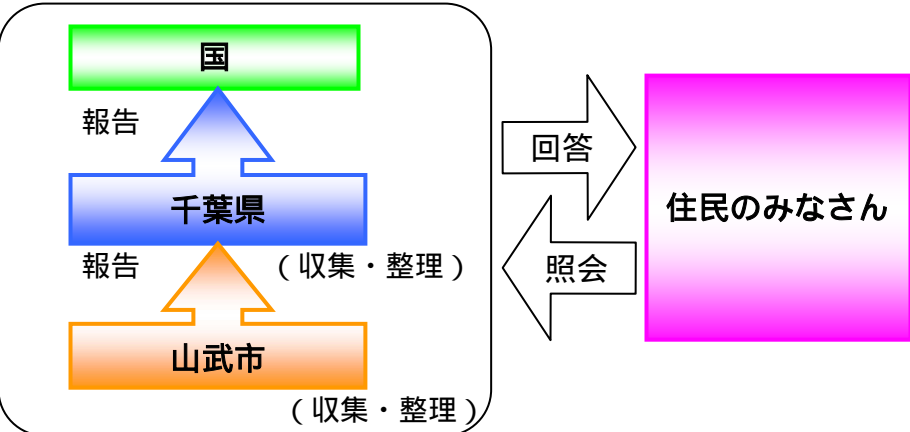 国
報告
回答
千葉県
住民のみなさん
報告
(収集・整理)
照会
山武市
(収集・整理)